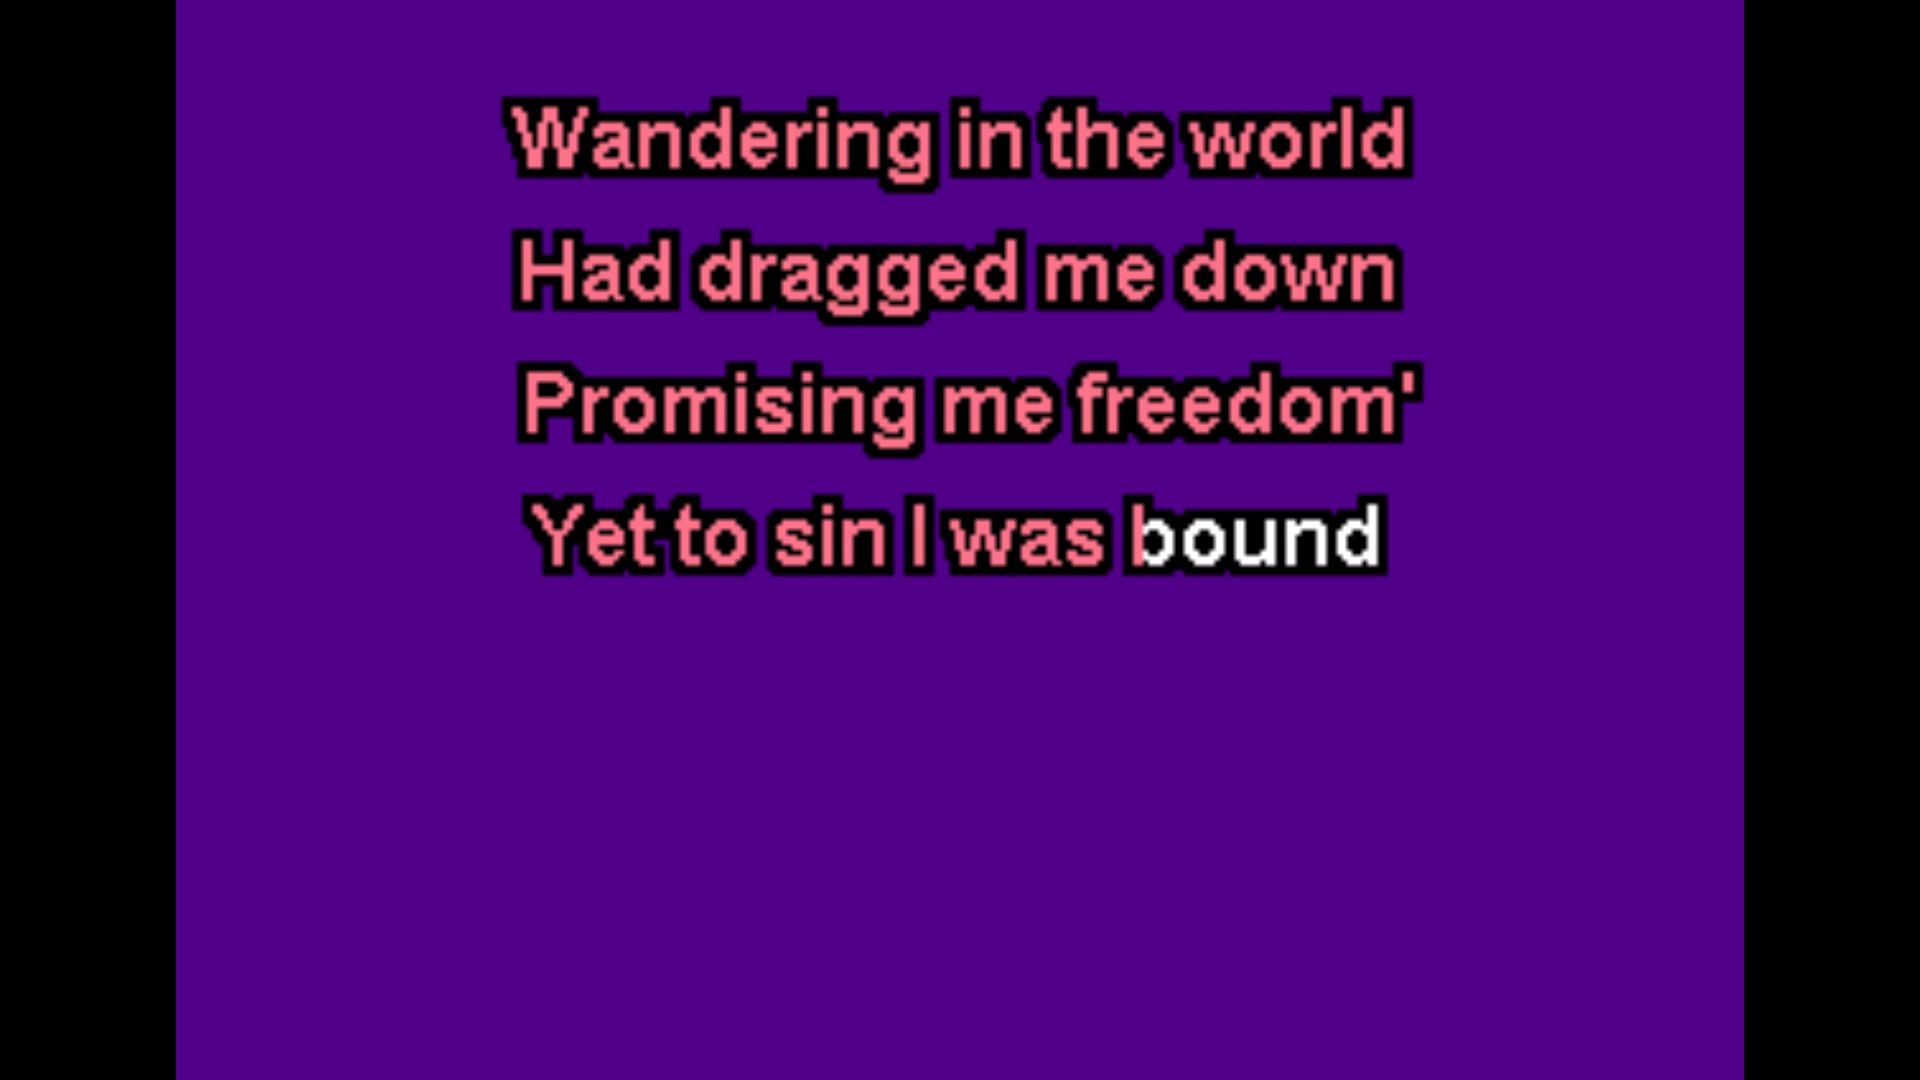 Wandering in the world
Had dragged me down
Promising me freedom'
Yet to sin I was bound